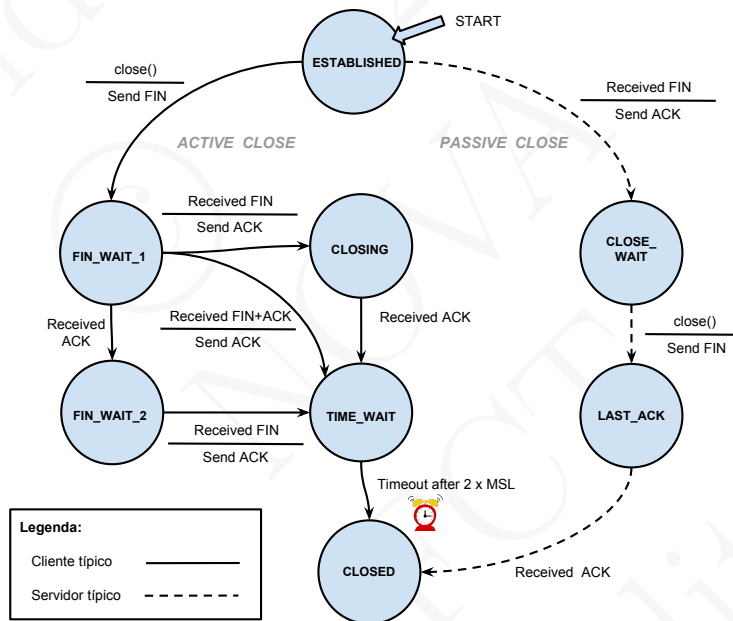 START
ESTABLISHED
close()
Send FIN
Received FIN
Send ACK
ACTIVE CLOSE
PASSIVE CLOSE
Received FIN
Send ACK
FIN_WAIT_1
CLOSING
CLOSE_
WAIT
Received
ACK
Received FIN+ACK
Send ACK
Received ACK
close()
Send FIN
FIN_WAIT_2
TIME_WAIT
LAST_ACK
Received FIN
Send ACK
Timeout after 2 x MSL
Legenda:
Cliente típico
Servidor típico
CLOSED
Received ACK
NOVA